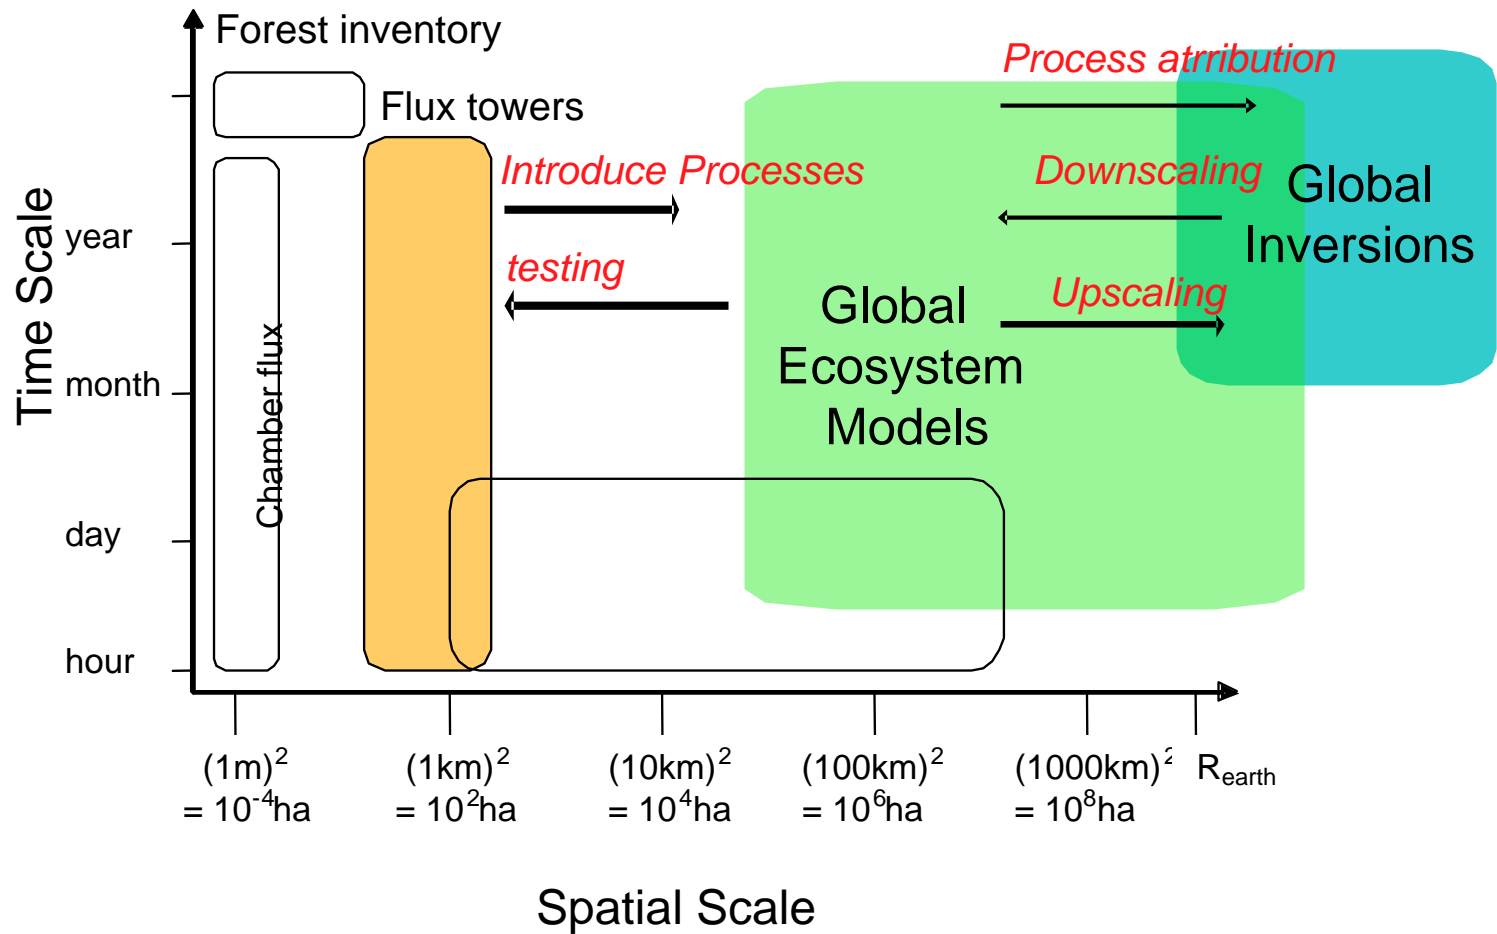 Forest inventory
Process atrribution
Flux towers
Introduce Processes
Downscaling
Global
Inversions
testing
Upscaling
Global
Ecosystem
Models
Chamber flux
Time Scale
year
month
day
hour
(1m)² (1km)² (10km)² (100km)² (1000km)² R_earth
= 10⁻⁴ha = 10²ha = 10⁴ha = 10⁶ha = 10⁸ha
Spatial Scale